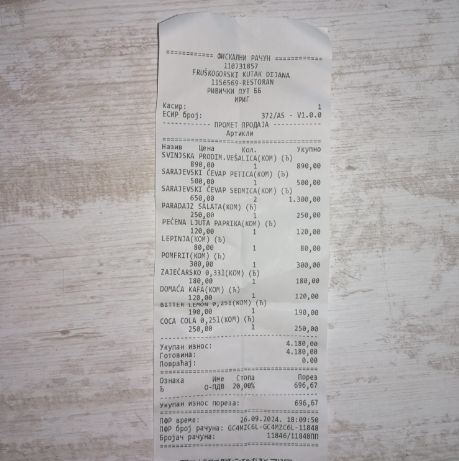 ============ ФИСКАЛНИ РАЧУН ============
110731857
FRUŠKOGORSKI KUTAK DIJANA
1156569-RESTORAN
РИВИЧКИ ПУТ ББ
ИРИГ
Касир: 1
ЕСИР број: 372/AS - V1.0.0
------------ ПРОМЕТ ПРОДАЈА ------------
Артикли
========================================
Назив Цена Кол. Укупно
SVINJSKA PRODIM.VEŠALICA(KOM) (Ђ)
890,00 1 890,00
SARAJEVSKI ĆEVAP PETICA(KOM) (Ђ)
500,00 1 500,00
SARAJEVSKI ĆEVAP SEDMICA(KOM) (Ђ)
650,00 2 1.300,00
PARADAJZ SALATA(KOM) (Ђ)
250,00 1 250,00
PEČENA LJUTA PAPRIKA(KOM) (Ђ)
120,00 1 120,00
LEPINJA(KOM) (Ђ)
80,00 1 80,00
POMFRIT(KOM) (Ђ)
300,00 1 300,00
ZAJEČARSKO 0,33l(KOM) (Ђ)
180,00 1 180,00
DOMAĆA KAFA(KOM) (Ђ)
120,00 1 120,00
BITTER LEMON 0,25l(KOM) (Ђ)
190,00 1 190,00
COCA COLA 0,25l(KOM) (Ђ)
250,00 1 250,00
----------------------------------------
Укупан износ: 4.180,00
Готовина: 4.180,00
Повраћај: 0.00
========================================
Ознака Име Стопа Порез
Ђ О-ПДВ 20,00% 696,67
----------------------------------------
Укупан износ пореза: 696,67
========================================
ПФР време: 26.09.2024. 18:09:50
ПФР број рачуна: GC4MZC6L-GC4MZC6L-11848
Бројач рачуна: 11846/11848ПП
========================================